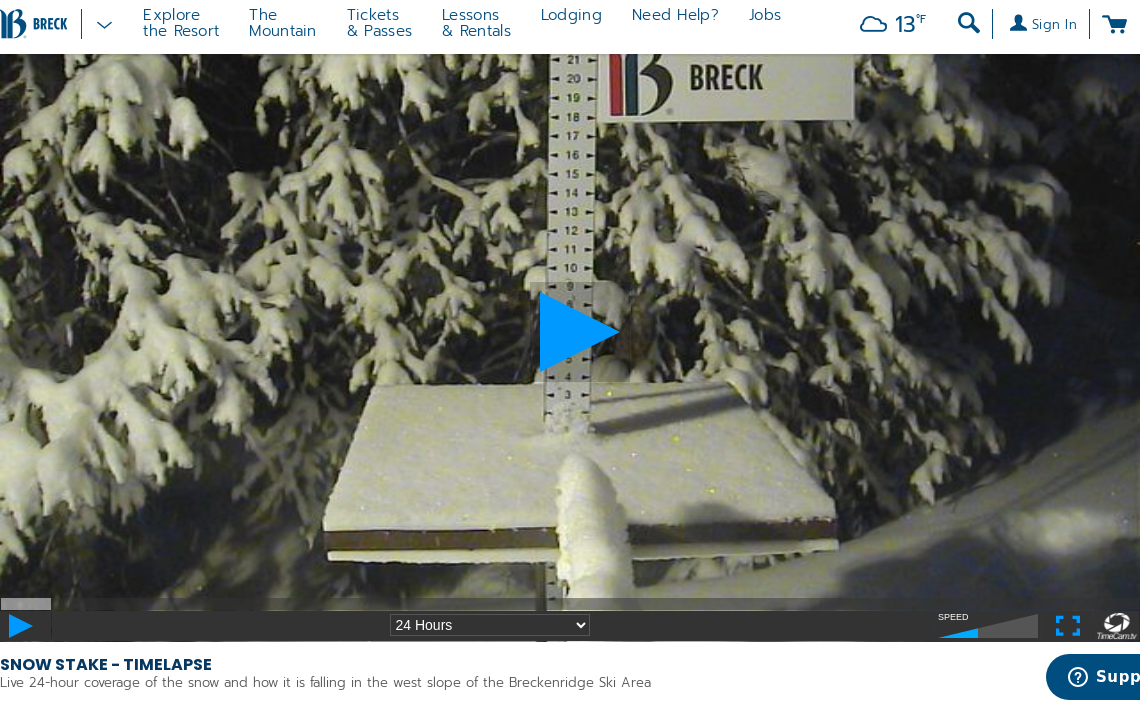 BRECK
Explore
the Resort
The
Mountain
Tickets
& Passes
Lessons
& Rentals
Lodging
Need Help?
Jobs
13°F
Sign In
BRECK
21
20
19
18
17
16
15
14
13
12
11
10
9
4
3
24 Hours
SPEED
TimeCam.tv
SNOW STAKE - TIMELAPSE
Live 24-hour coverage of the snow and how it is falling in the west slope of the Breckenridge Ski Area
Supp